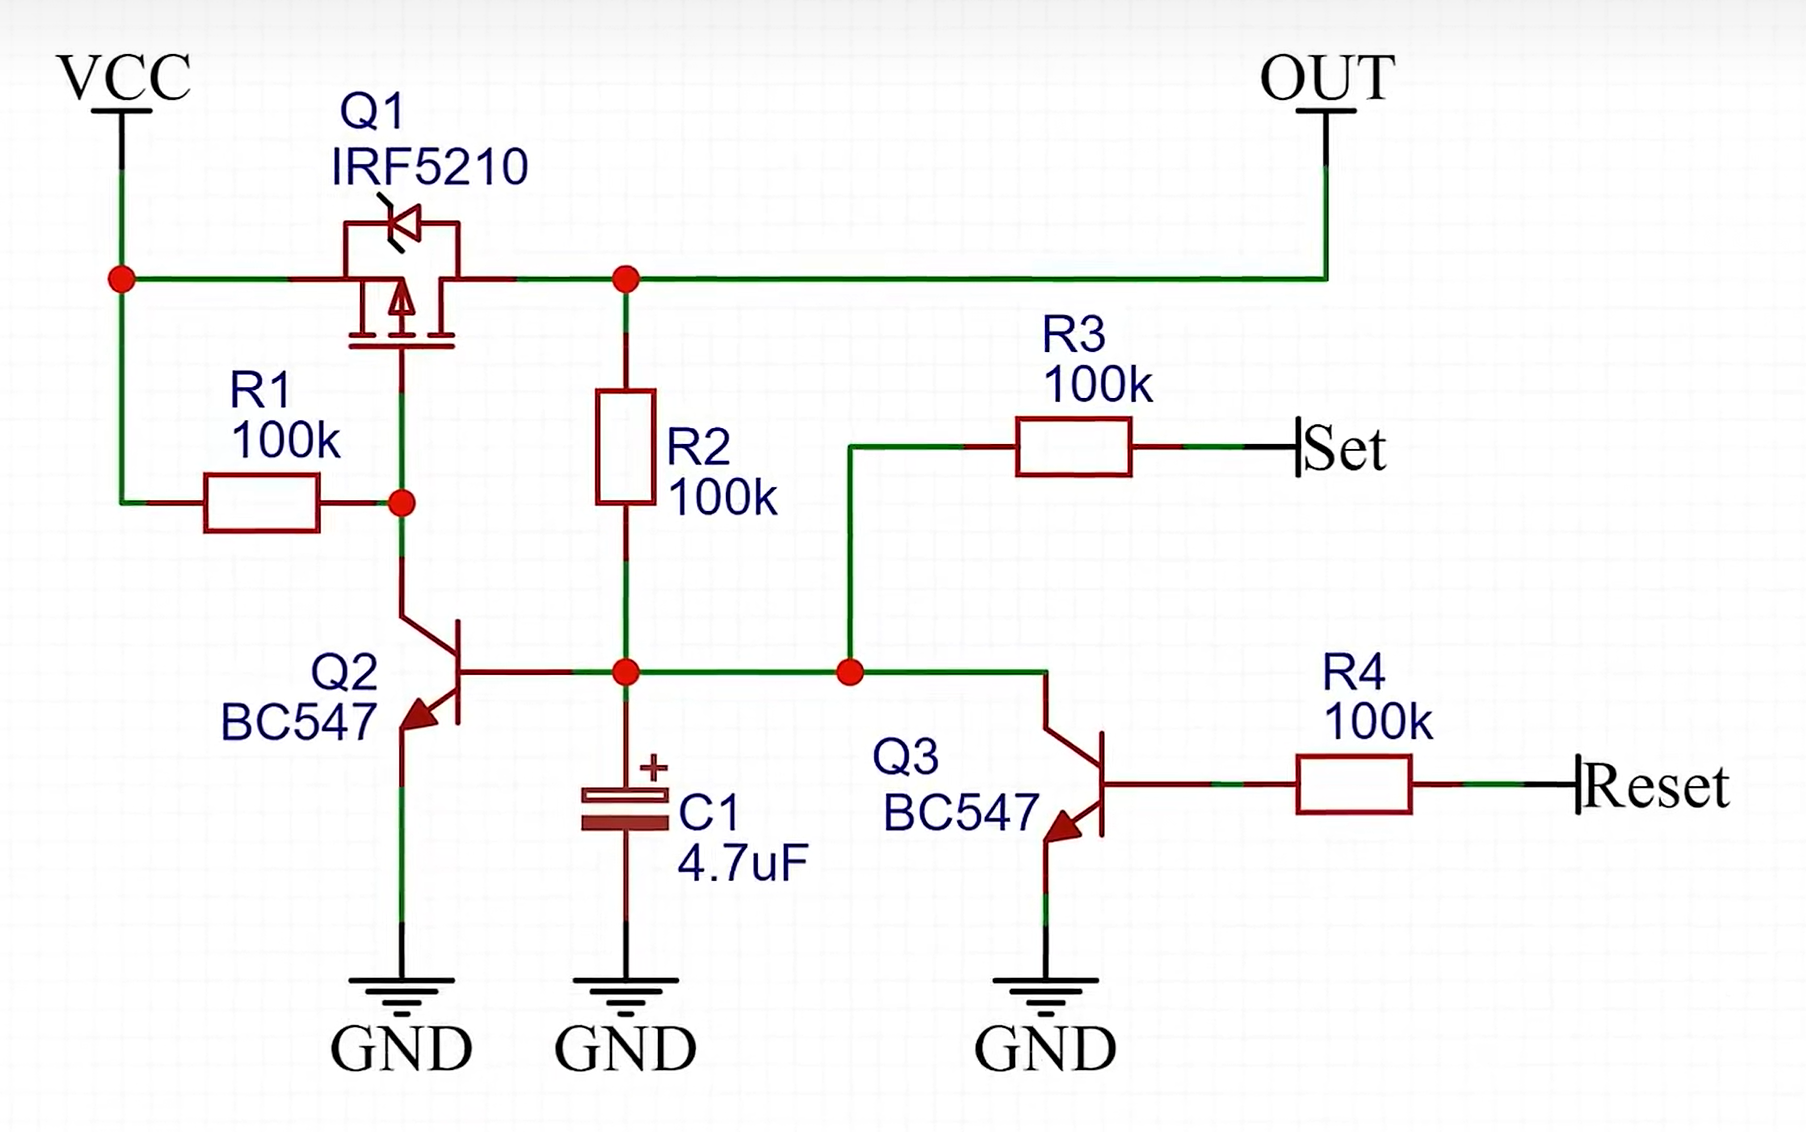 VCC
OUT
Q1
IRF5210
R3
100k
R1
100k
Set
R2
100k
Q2
BC547
R4
100k
Q3
BC547
+
C1
4.7uF
Reset
GND
GND
GND